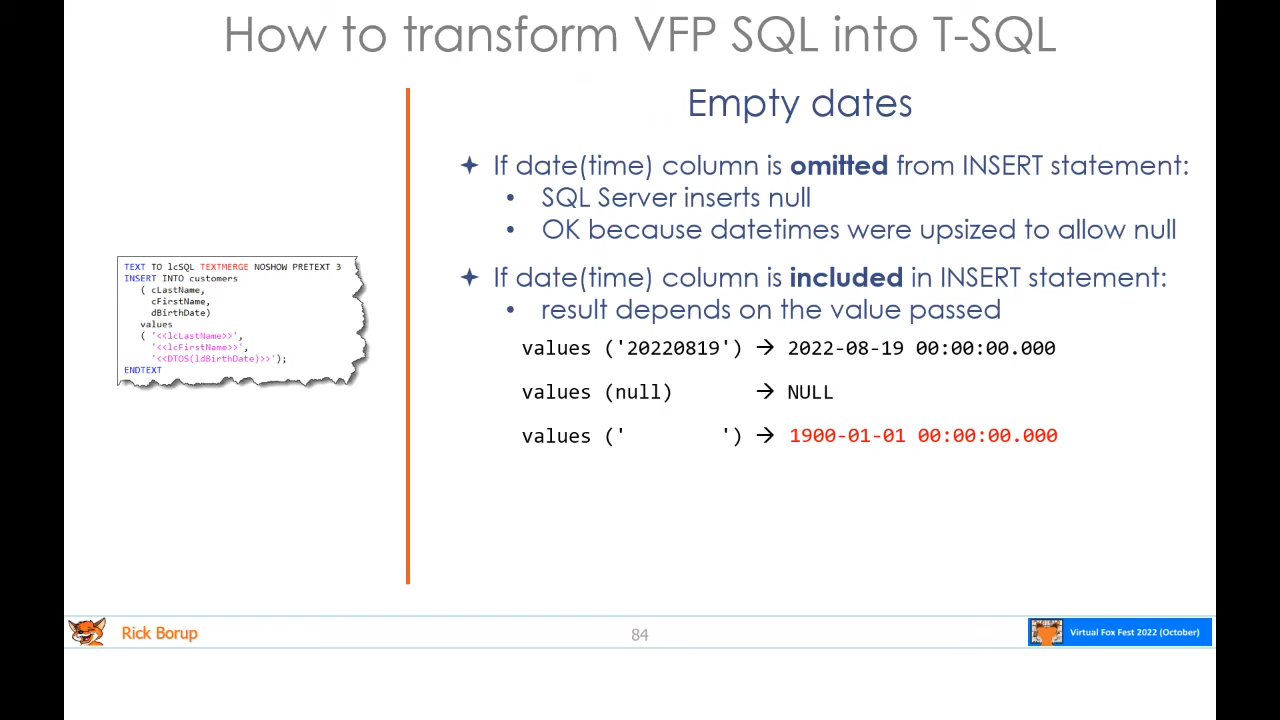 How to transform VFP SQL into T-SQL
TEXT TO lcSQL TEXTMERGE NOSHOW PRETEXT 3
INSERT INTO customers
( cLastName,
cFirstName,
dBirthDate)
values
( '<<lcLastName>>',
'<<lcFirstName>>',
'<<DTOS(ldBirthDate)>>');
ENDTEXT
Empty dates
✦ If date(time) column is omitted from INSERT statement:
• SQL Server inserts null
• OK because datetimes were upsized to allow null
✦ If date(time) column is included in INSERT statement:
• result depends on the value passed
values ('20220819') → 2022-08-19 00:00:00.000
values (null) → NULL
values ('        ') → 1900-01-01 00:00:00.000
Rick Borup
84
Virtual Fox Fest 2022 (October)